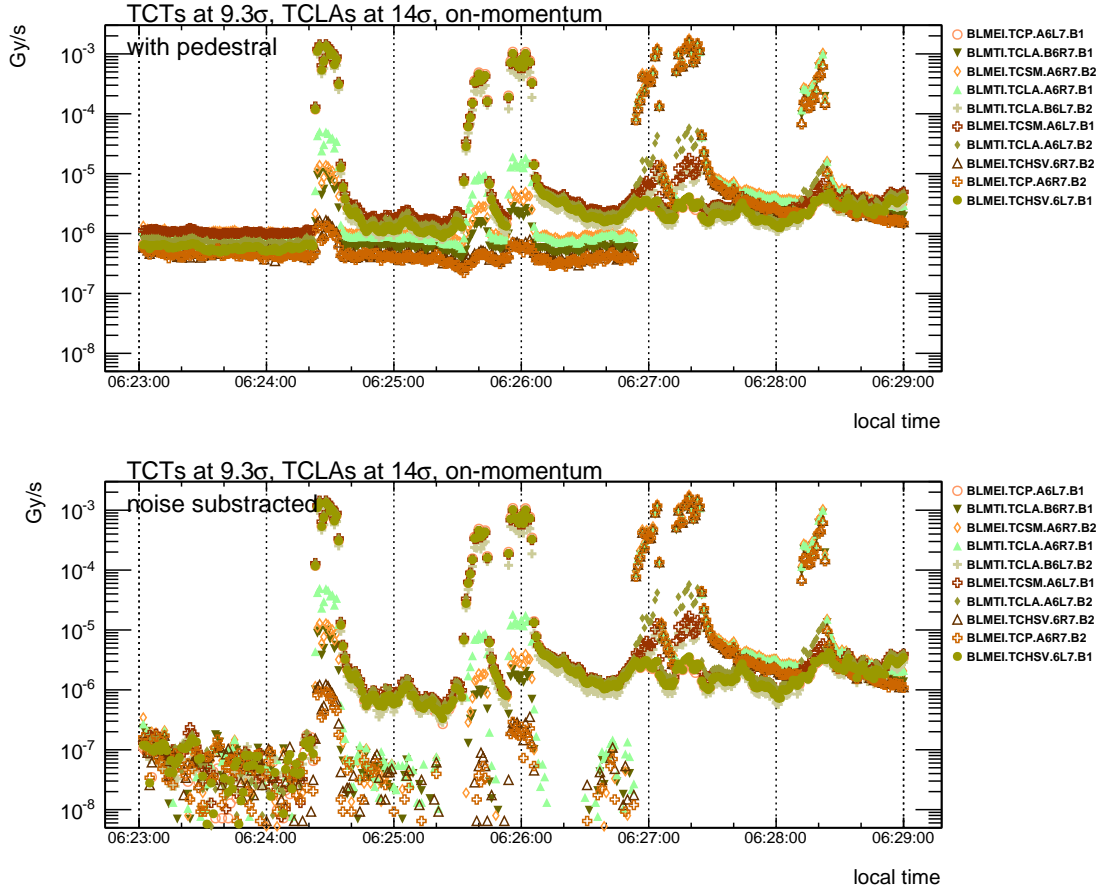 TCTs at 9.3σ, TCLAs at 14σ, on-momentum
with pedestral
Gy/s
10-3
10-4
10-5
10-6
10-7
10-8
06:23:00 06:24:00 06:25:00 06:26:00 06:27:00 06:28:00 06:29:00
local time
BLMEI.TCP.A6L7.B1
BLMTI.TCLA.B6R7.B1
BLMEI.TCSM.A6R7.B2
BLMTI.TCLA.A6R7.B1
BLMTI.TCLA.B6L7.B2
BLMEI.TCSM.A6L7.B1
BLMTI.TCLA.A6L7.B2
BLMEI.TCHSV.6R7.B2
BLMEI.TCP.A6R7.B2
BLMEI.TCHSV.6L7.B1
TCTs at 9.3σ, TCLAs at 14σ, on-momentum
noise substracted
Gy/s
10-3
10-4
10-5
10-6
10-7
10-8
06:23:00 06:24:00 06:25:00 06:26:00 06:27:00 06:28:00 06:29:00
local time
BLMEI.TCP.A6L7.B1
BLMTI.TCLA.B6R7.B1
BLMEI.TCSM.A6R7.B2
BLMTI.TCLA.A6R7.B1
BLMTI.TCLA.B6L7.B2
BLMEI.TCSM.A6L7.B1
BLMTI.TCLA.A6L7.B2
BLMEI.TCHSV.6R7.B2
BLMEI.TCP.A6R7.B2
BLMEI.TCHSV.6L7.B1